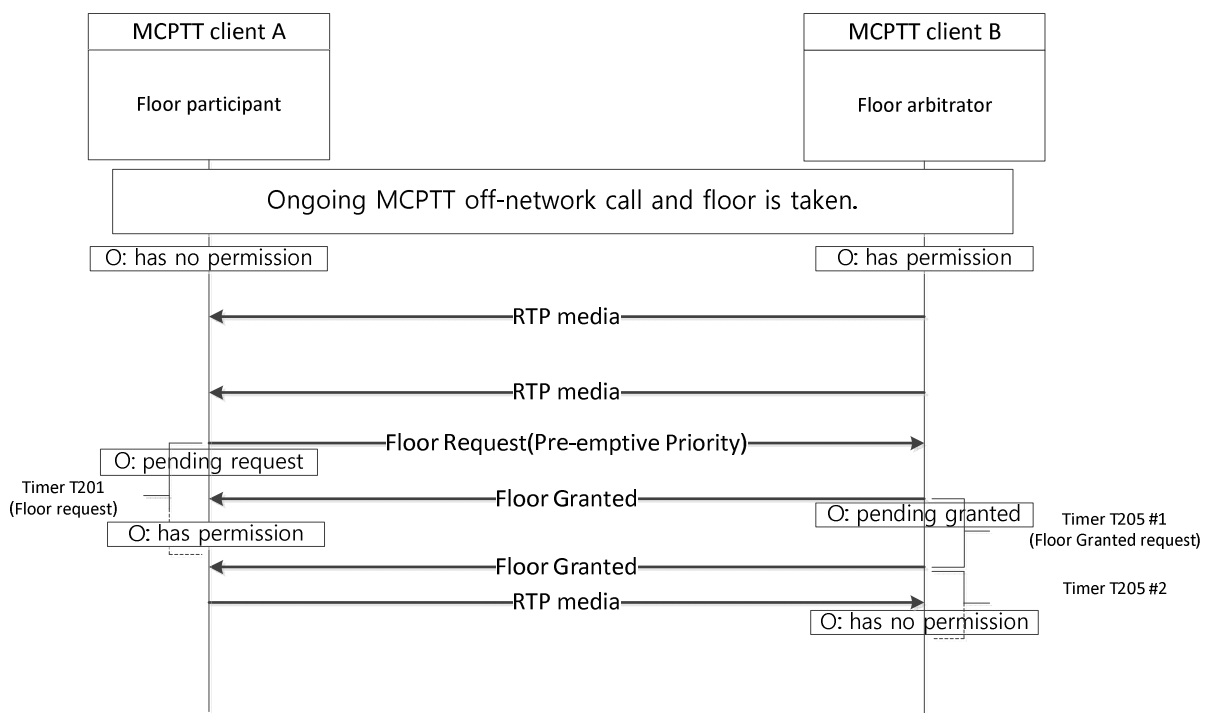 MCPTT client A
MCPTT client B
Floor participant
Floor arbitrator
Ongoing MCPTT off-network call and floor is taken.
O: has no permission
O: has permission
RTP media
RTP media
Floor Request(Pre-emptive Priority)
O: pending request
Timer T201
(Floor request)
Floor Granted
O: pending granted
Timer T205 #1
(Floor Granted request)
O: has permission
Floor Granted
Timer T205 #2
RTP media
O: has no permission